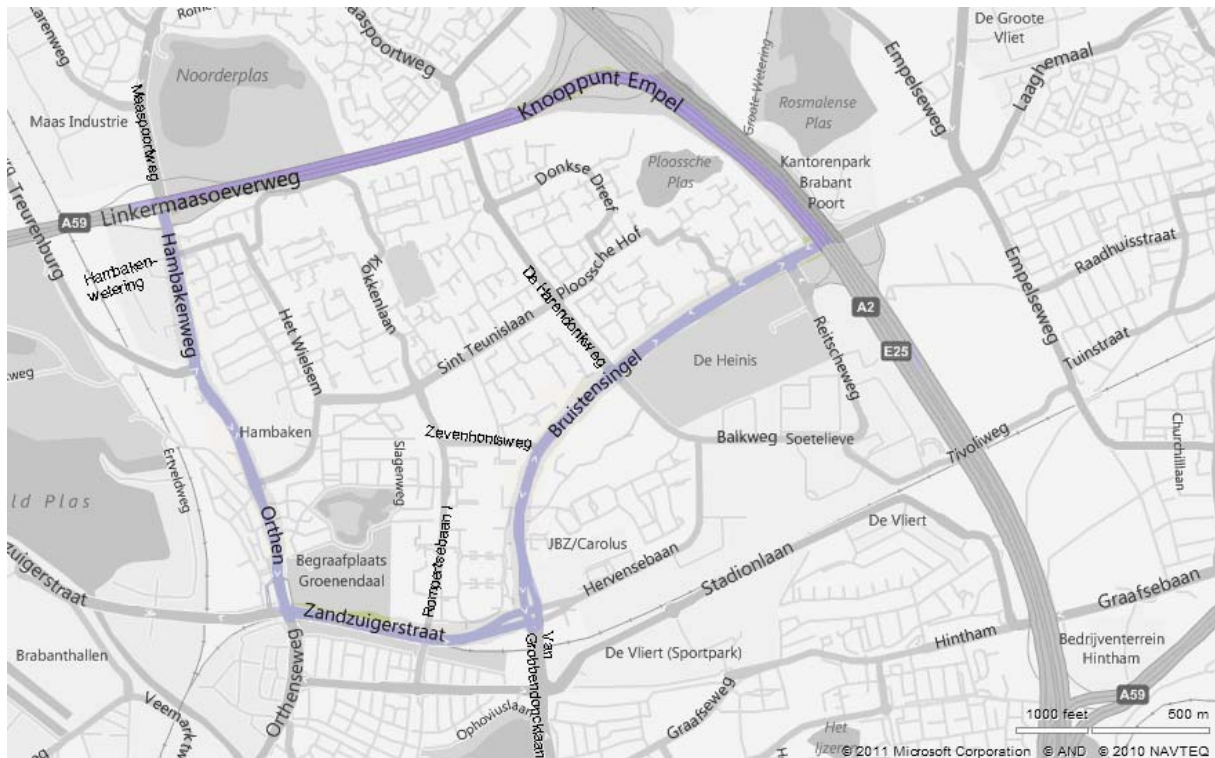 De Groote
Vliet
Maaspoortweg
Noorderplas
Maas Industrie
Knooppunt Empel
Groote-Wetering
Rosmalense
Plas
Empelseweg
Laaghemaal
Linkermaasoeverweg
A59
Donkse Dreef
Ploossche
Plas
Kantorenpark
Brabant
Poort
Treurenburg
Hambaken-
wetering
Hambakenweg
Kokkenlaan
Het Wielsem
Ploossche Hof
Sint Teunislaan
De Harendonkweg
Bruistensingel
De Heinis
Reitscheweg
A2
E25
Empelseweg
Raadhuisstraat
Tuinstraat
Hambaken
Zevenhontsweg
Slagenweg
Balkweg
Soetelieve
Tivoliweg
Churchilllaan
Ertveldweg
Orthen
Begraafplaats
Groenendaal
Rompertsebaan
JBZ/Carolus
Hervensebaan
Stadionlaan
De Vliert
Zandzuigerstraat
zuigerstraat
Graafsebaan
Hintham
Bedrijventerrein
Hintham
Brabanthallen
Orthenseweg
Van
Grobbendoncklaan
De Vliert (Sportpark)
Ophoviuslaan
Graafseweg
A59
Het
1000 feet
500 m
© 2011 Microsoft Corporation © AND © 2010 NAVTEQ